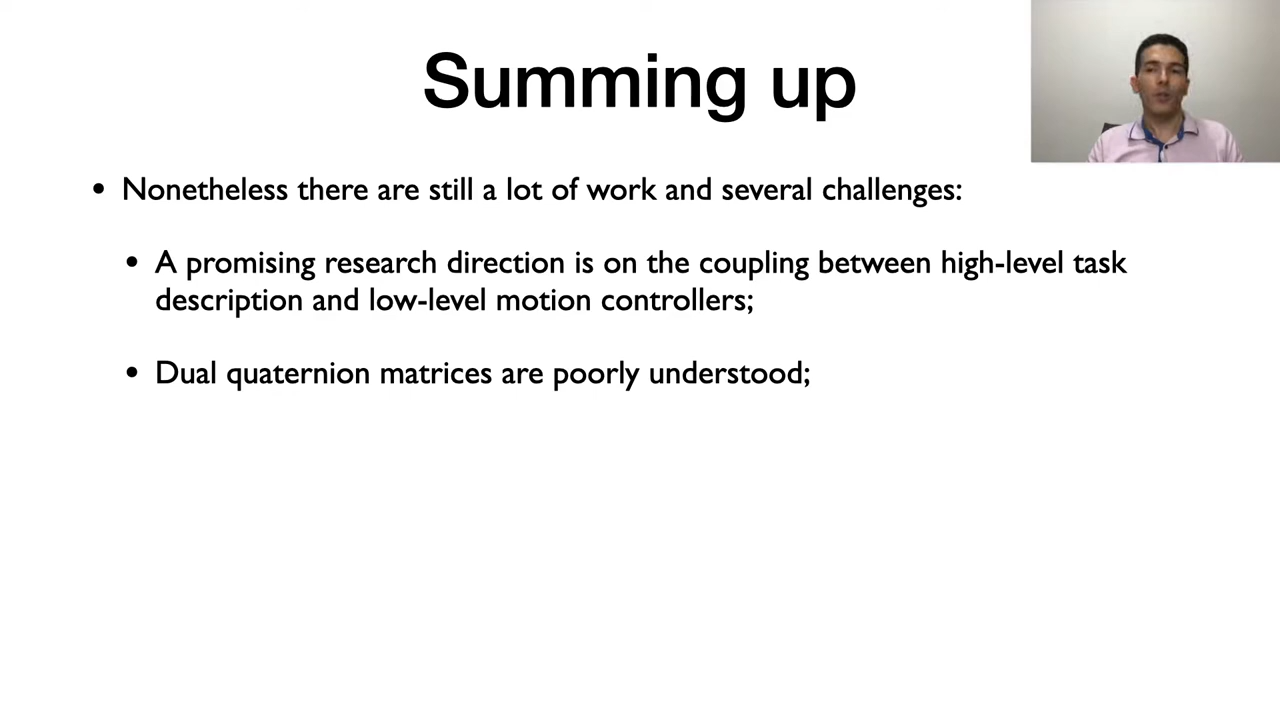 Summing up
• Nonetheless there are still a lot of work and several challenges:
• A promising research direction is on the coupling between high-level task
description and low-level motion controllers;
• Dual quaternion matrices are poorly understood;